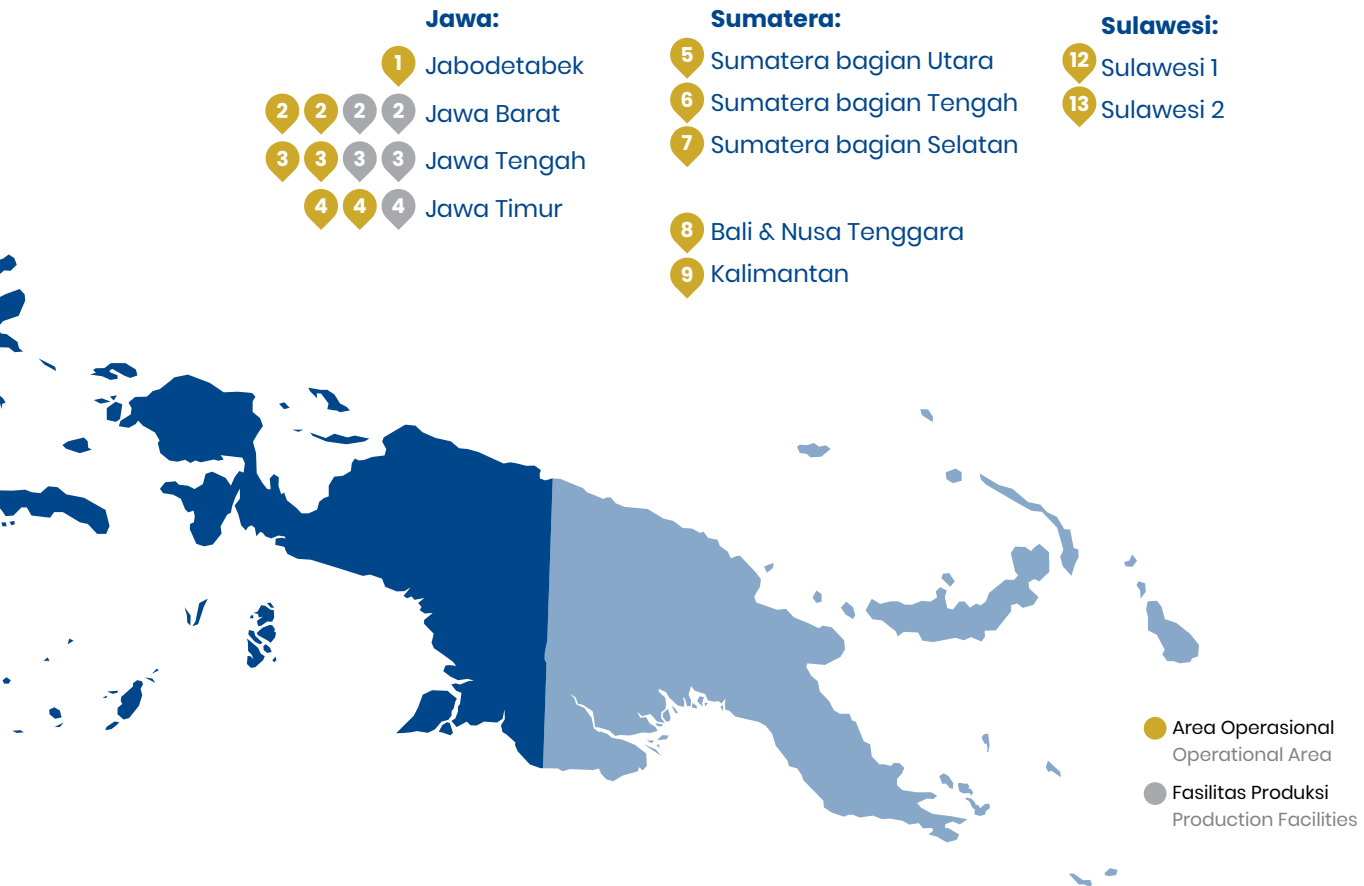 Jawa:
1 Jabodetabek
2 2 2 2 Jawa Barat
3 3 3 3 Jawa Tengah
4 4 4 Jawa Timur
Sumatera:
5 Sumatera bagian Utara
6 Sumatera bagian Tengah
7 Sumatera bagian Selatan
8 Bali & Nusa Tenggara
9 Kalimantan
Sulawesi:
12 Sulawesi 1
13 Sulawesi 2
Area Operasional
Operational Area
Fasilitas Produksi
Production Facilities